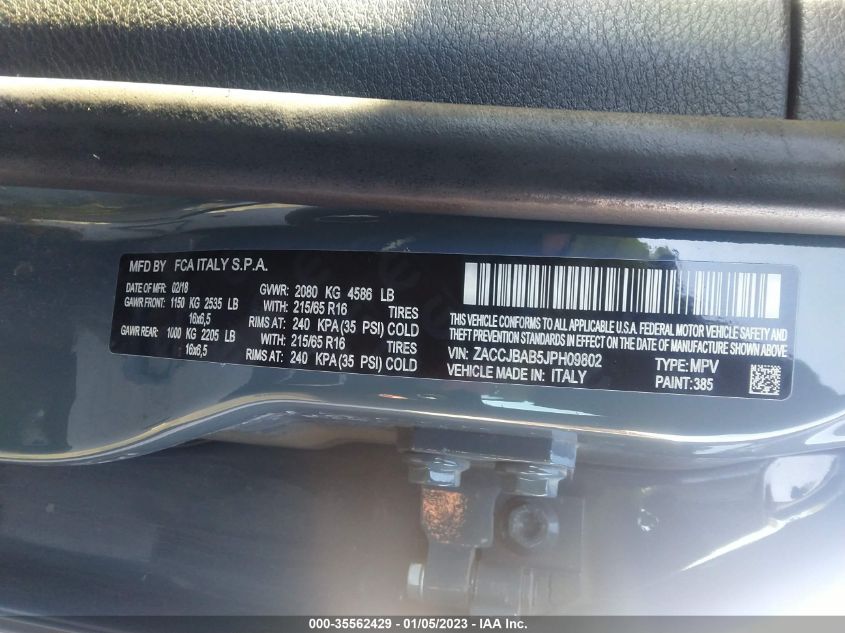 MFD BY FCA ITALY S.P.A.
DATE OF MFR: 02/18 GVWR: 2080 KG 4586 LB
GAWR FRONT: 1150 KG 2535 LB WITH: 215/65 R16 TIRES
16x6,5 RIMS AT: 240 KPA (35 PSI) COLD
GAWR REAR: 1000 KG 2205 LB WITH: 215/65 R16 TIRES
16x6,5 RIMS AT: 240 KPA (35 PSI) COLD
THIS VEHICLE CONFORMS TO ALL APPLICABLE U.S.A. FEDERAL MOTOR VEHICLE SAFETY AND
THEFT PREVENTION STANDARDS IN EFFECT ON THE DATE OF MANUFACTURE SHOWN ABOVE.
VIN: ZACCJBAB5JPH09802 TYPE: MPV
VEHICLE MADE IN: ITALY PAINT: 385
000-35562429 - 01/05/2023 - IAA Inc.